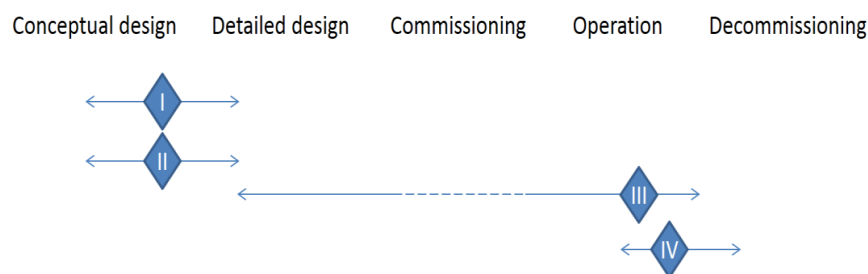 Conceptual design Detailed design Commissioning Operation Decommissioning
I
II
III
IV